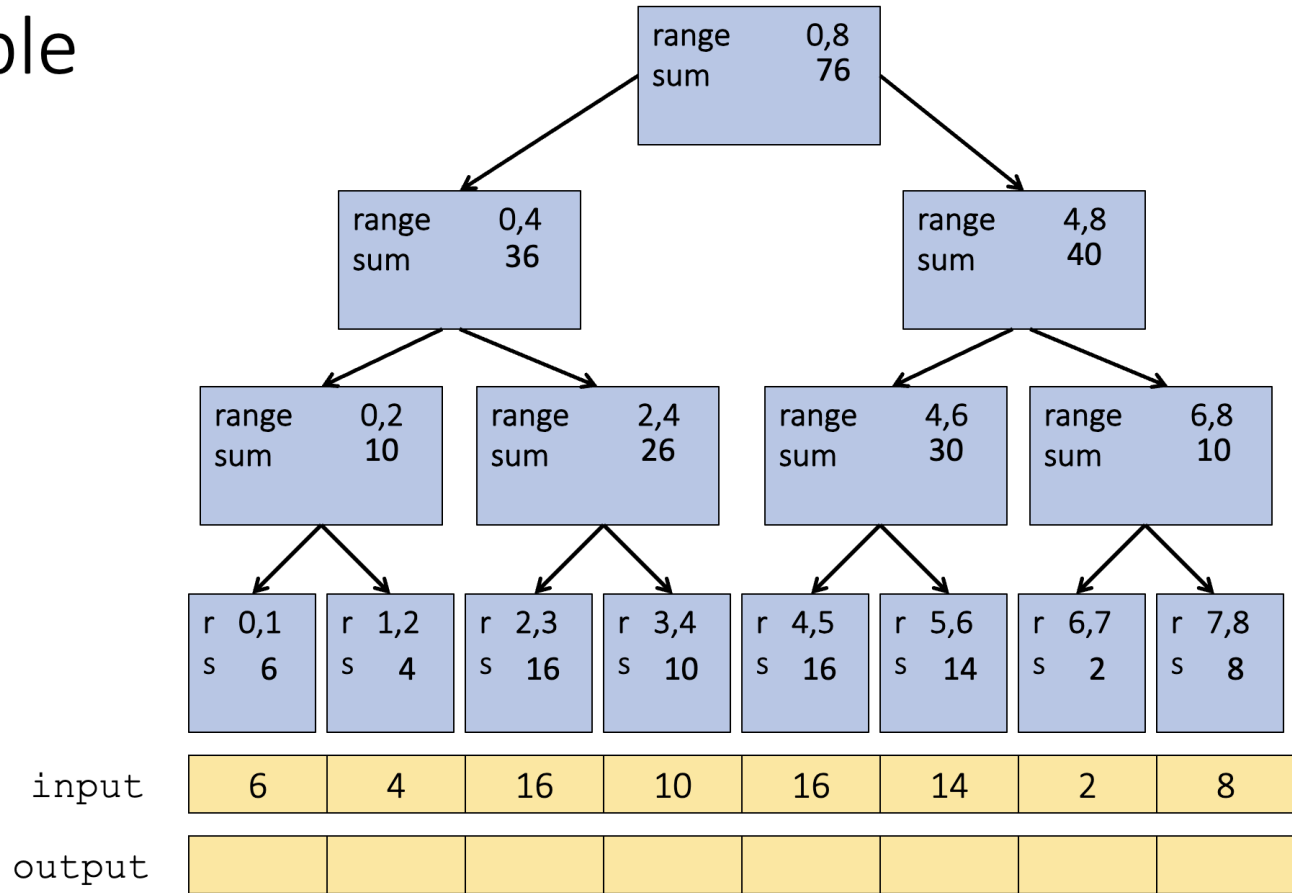 ple
range 0,8
sum 76
range 0,4
sum 36
range 4,8
sum 40
range 0,2
sum 10
range 2,4
sum 26
range 4,6
sum 30
range 6,8
sum 10
r 0,1
s 6
r 1,2
s 4
r 2,3
s 16
r 3,4
s 10
r 4,5
s 16
r 5,6
s 14
r 6,7
s 2
r 7,8
s 8
input 6 4 16 10 16 14 2 8
output